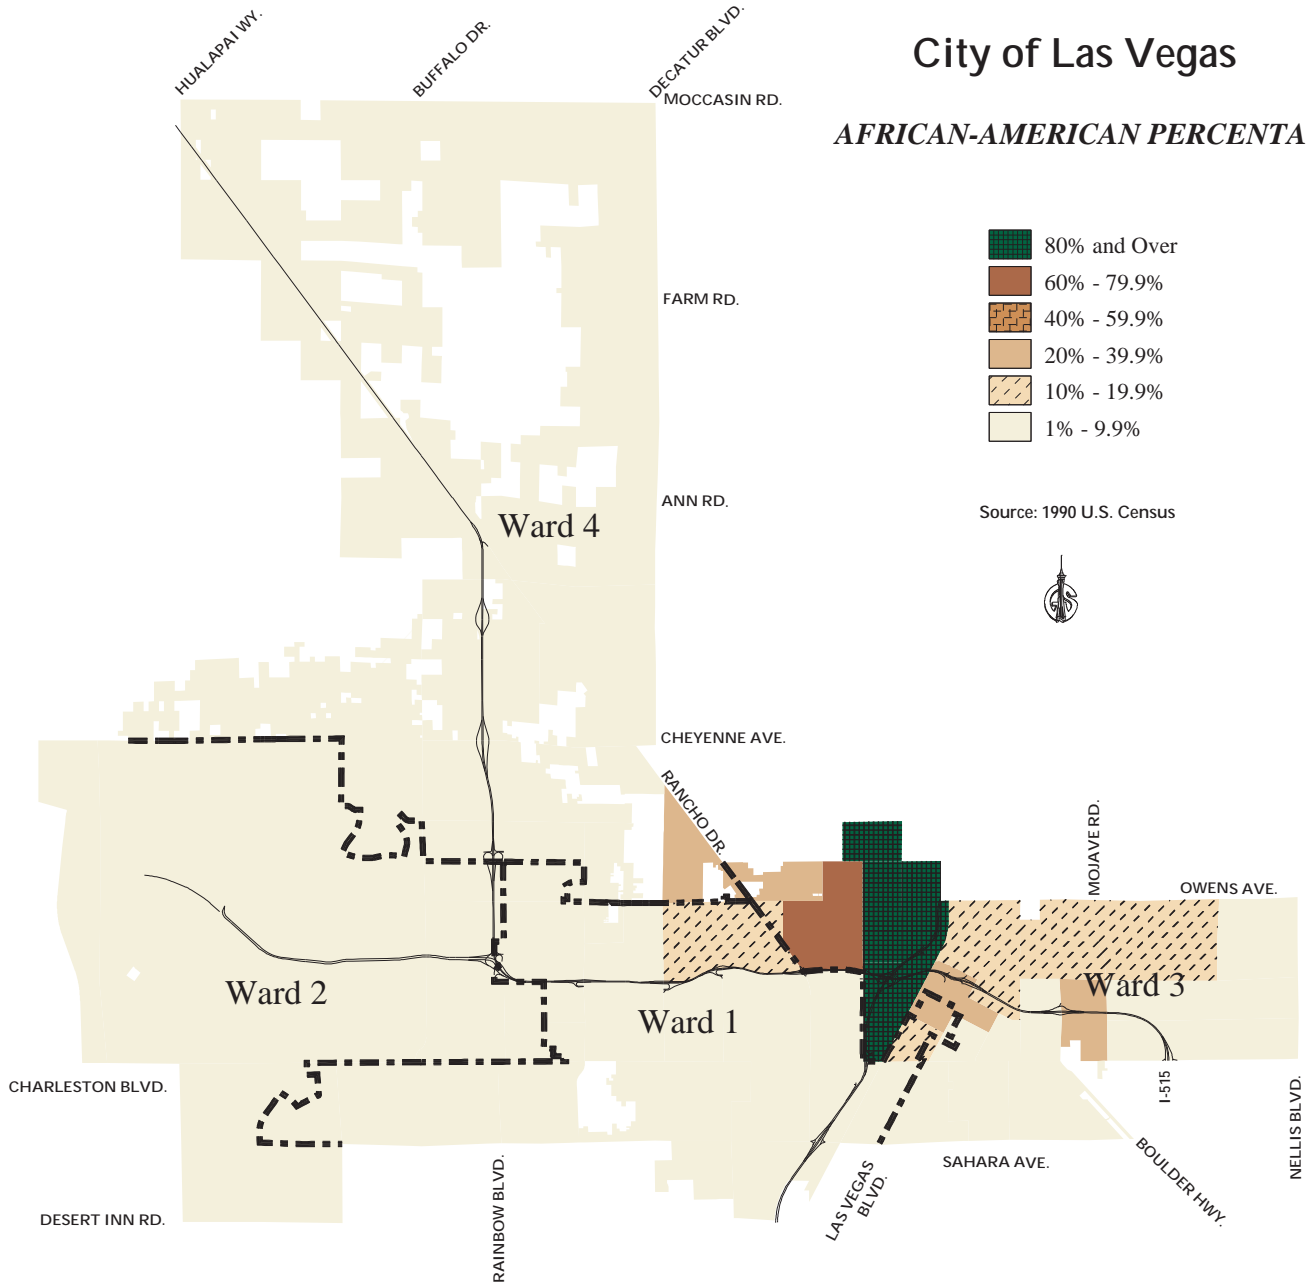 City of Las Vegas
AFRICAN-AMERICAN PERCENTA
HUALAPAI WY.
BUFFALO DR.
DECATUR BLVD.
MOCCASIN RD.
80% and Over
60% - 79.9%
40% - 59.9%
20% - 39.9%
10% - 19.9%
1% - 9.9%
FARM RD.
ANN RD.
Source: 1990 U.S. Census
Ward 4
CHEYENNE AVE.
RANCHO DR.
MOJAVE RD.
OWENS AVE.
Ward 2
Ward 1
Ward 3
CHARLESTON BLVD.
I-515
NELLIS BLVD.
BOULDER HWY.
SAHARA AVE.
LAS VEGAS
BLVD.
RAINBOW BLVD.
DESERT INN RD.